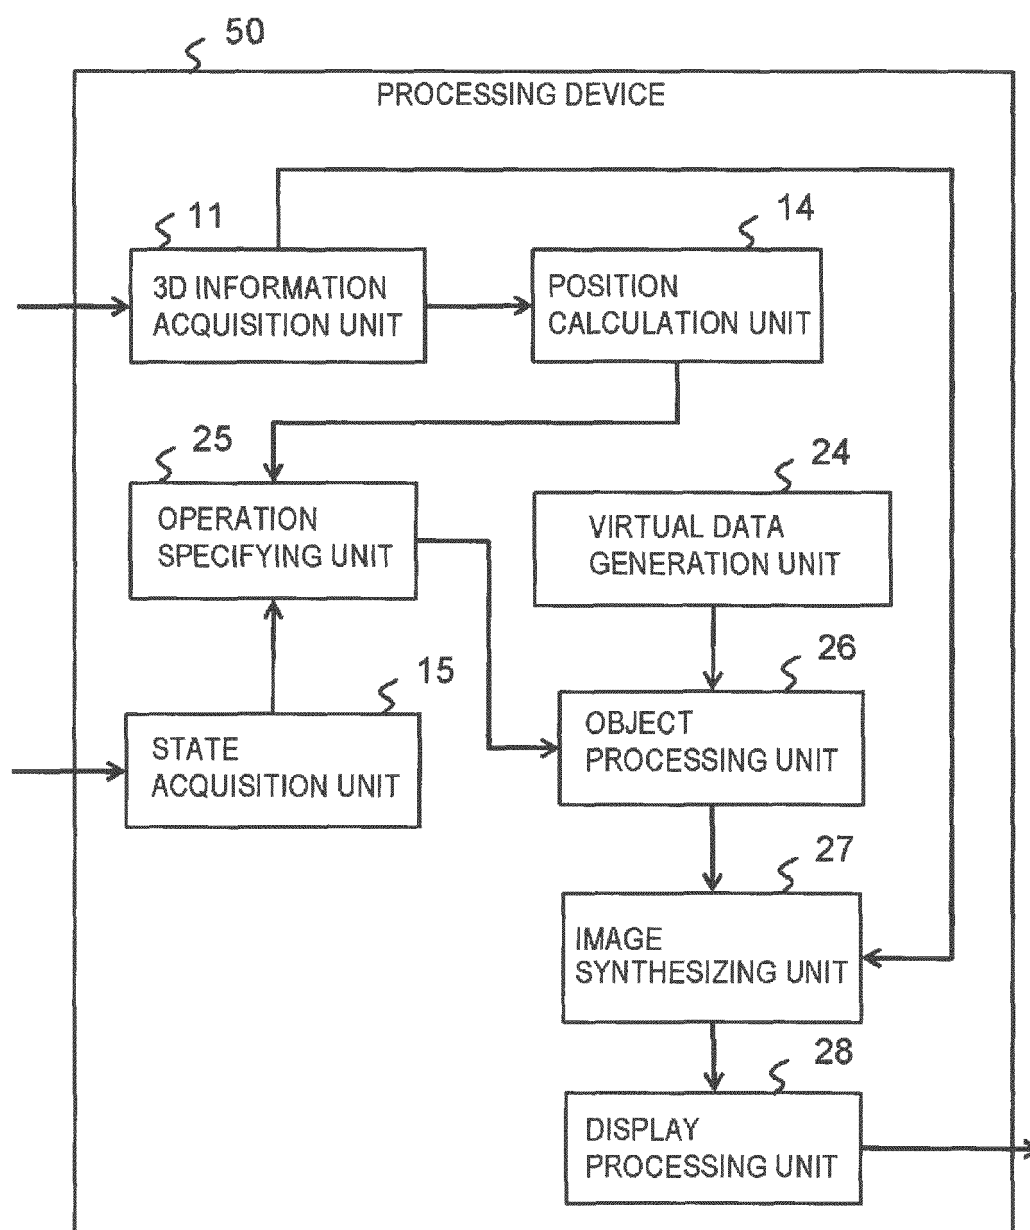 50
PROCESSING DEVICE
11
3D INFORMATION
ACQUISITION UNIT
14
POSITION
CALCULATION UNIT
25
OPERATION
SPECIFYING UNIT
24
VIRTUAL DATA
GENERATION UNIT
15
STATE
ACQUISITION UNIT
26
OBJECT
PROCESSING UNIT
27
IMAGE
SYNTHESIZING UNIT
28
DISPLAY
PROCESSING UNIT